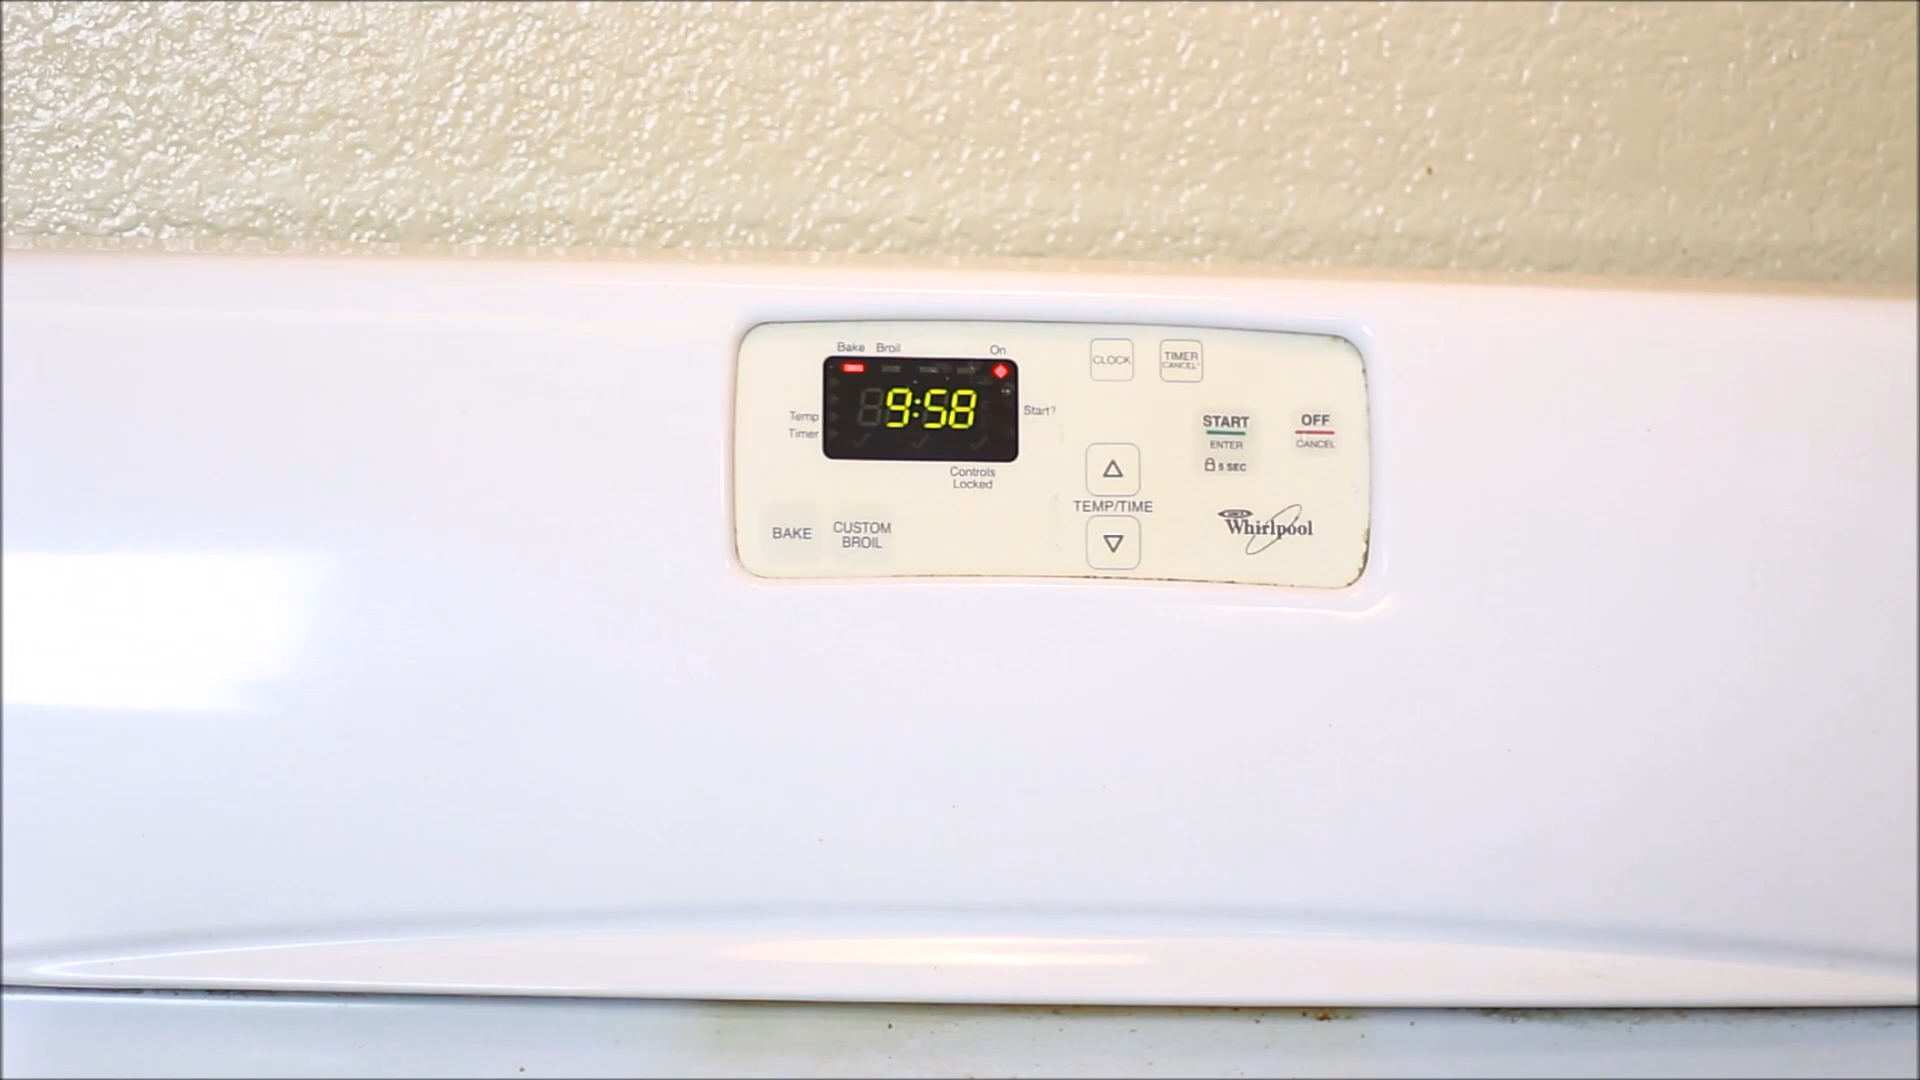 Bake Broil On
9:58
Temp
Timer
Start?
Controls
Locked
BAKE
CUSTOM
BROIL
CLOCK
TIMER
CANCEL
TEMP/TIME
START
ENTER
5 SEC
OFF
CANCEL
Whirlpool